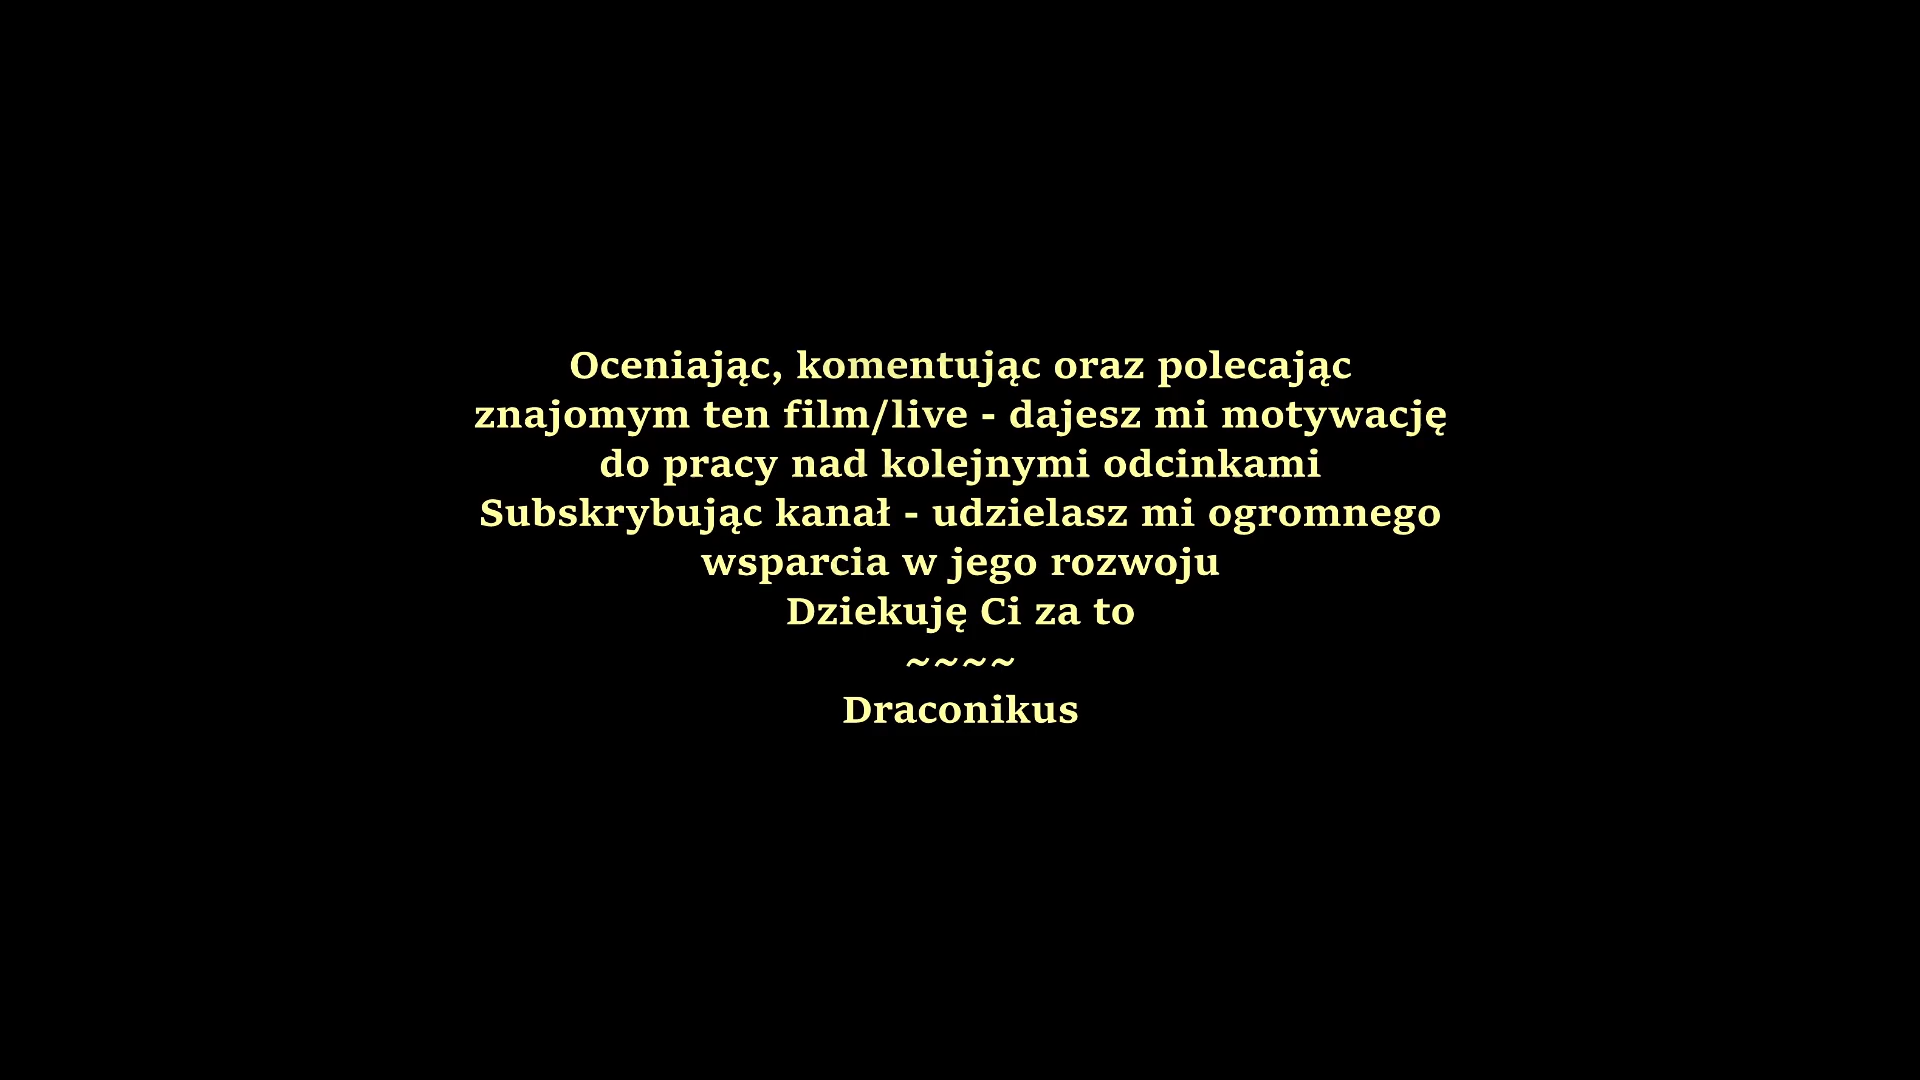 Oceniając, komentując oraz polecając
znajomym ten film/live - dajesz mi motywację
do pracy nad kolejnymi odcinkami
Subskrybując kanał - udzielasz mi ogromnego
wsparcia w jego rozwoju
Dziekuję Ci za to
~~~~
Draconikus